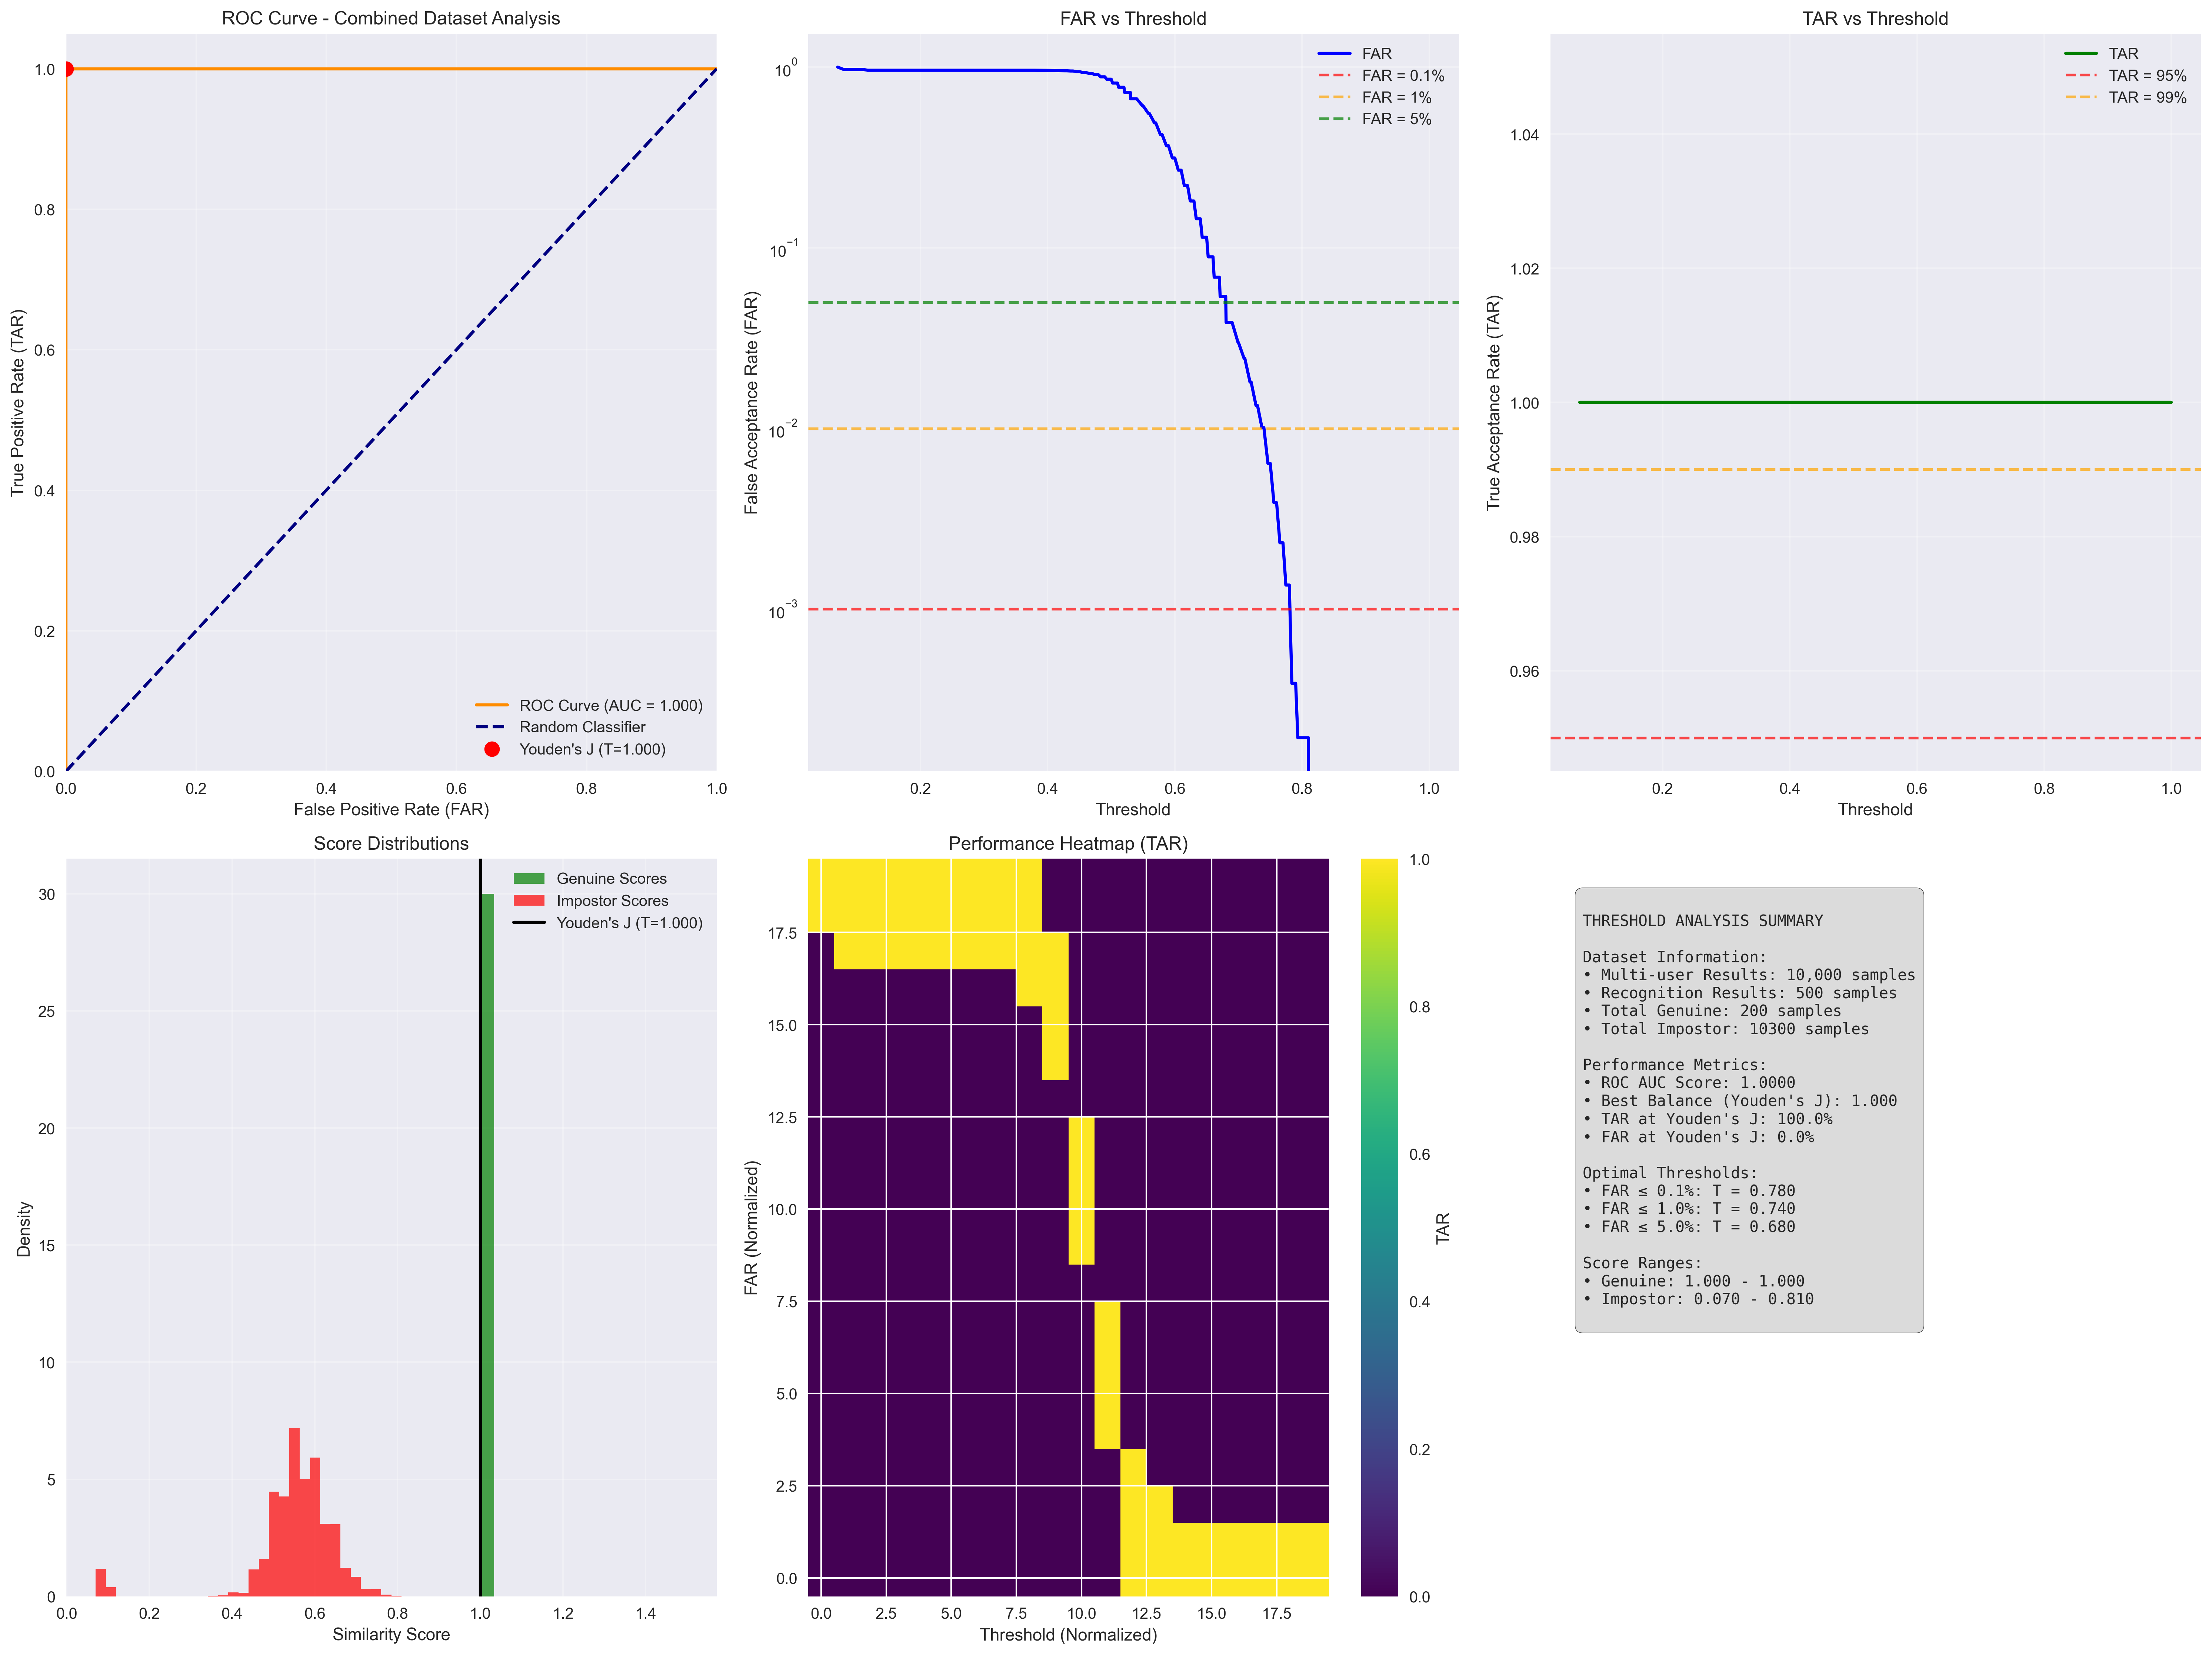 ROC Curve - Combined Dataset Analysis
True Positive Rate (TAR)
1.0
0.8
0.6
0.4
0.2
0.0
0.0 0.2 0.4 0.6 0.8 1.0
False Positive Rate (FAR)
ROC Curve (AUC = 1.000)
Random Classifier
Youden's J (T=1.000)
FAR vs Threshold
False Acceptance Rate (FAR)
10⁰
10⁻¹
10⁻²
10⁻³
0.2 0.4 0.6 0.8 1.0
Threshold
FAR
FAR = 0.1%
FAR = 1%
FAR = 5%
TAR vs Threshold
True Acceptance Rate (TAR)
1.04
1.02
1.00
0.98
0.96
0.2 0.4 0.6 0.8 1.0
Threshold
TAR
TAR = 95%
TAR = 99%
Score Distributions
Density
30
25
20
15
10
5
0
0.0 0.2 0.4 0.6 0.8 1.0 1.2 1.4
Similarity Score
Genuine Scores
Impostor Scores
Youden's J (T=1.000)
Performance Heatmap (TAR)
FAR (Normalized)
17.5
15.0
12.5
10.0
7.5
5.0
2.5
0.0
0.0 2.5 5.0 7.5 10.0 12.5 15.0 17.5
Threshold (Normalized)
1.0
0.8
0.6
0.4
0.2
0.0
TAR
THRESHOLD ANALYSIS SUMMARY
Dataset Information:
• Multi-user Results: 10,000 samples
• Recognition Results: 500 samples
• Total Genuine: 200 samples
• Total Impostor: 10300 samples
Performance Metrics:
• ROC AUC Score: 1.0000
• Best Balance (Youden's J): 1.000
• TAR at Youden's J: 100.0%
• FAR at Youden's J: 0.0%
Optimal Thresholds:
• FAR ≤ 0.1%: T = 0.780
• FAR ≤ 1.0%: T = 0.740
• FAR ≤ 5.0%: T = 0.680
Score Ranges:
• Genuine: 1.000 - 1.000
• Impostor: 0.070 - 0.810